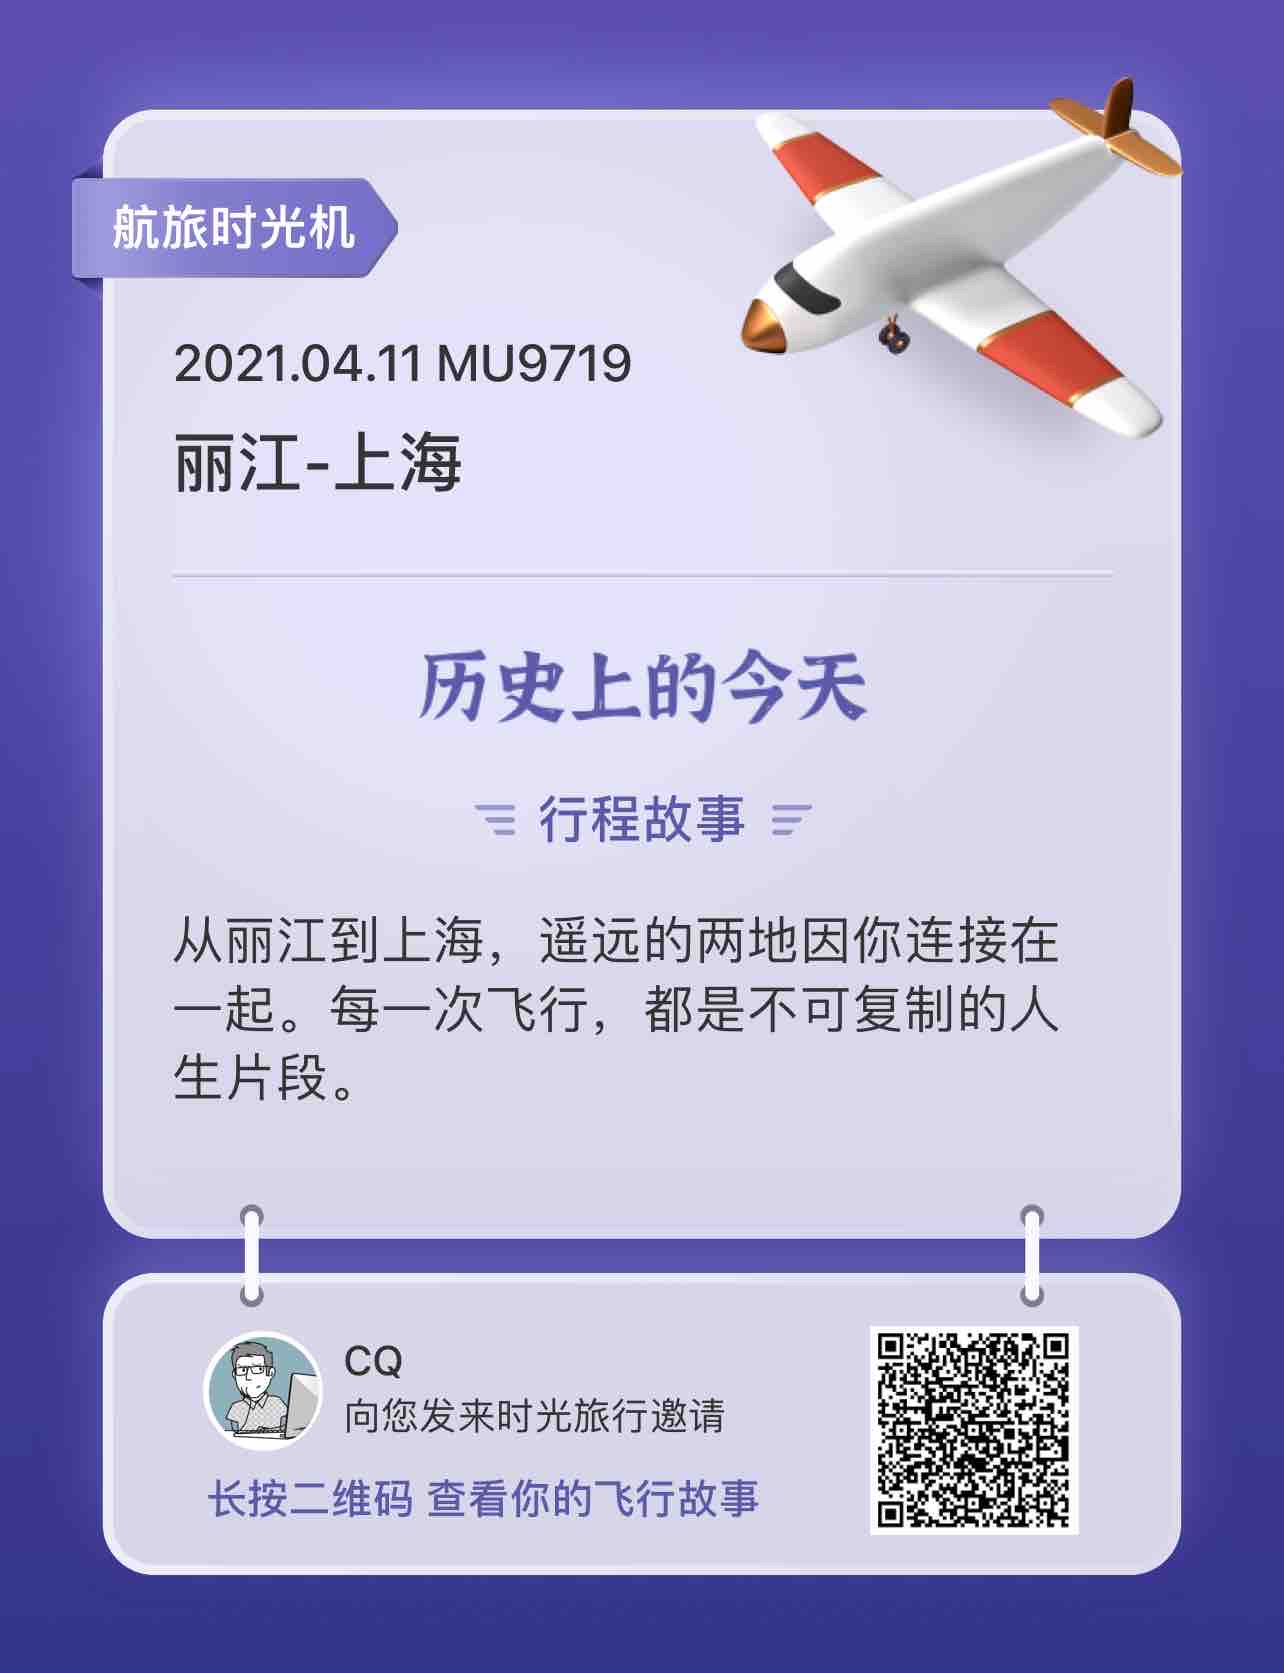 航旅时光机
2021.04.11 MU9719
丽江-上海
历史上的今天
行程故事
从丽江到上海，遥远的两地因你连接在
一起。每一次飞行，都是不可复制的人
生片段。
CQ
向您发来时光旅行邀请
长按二维码 查看你的飞行故事